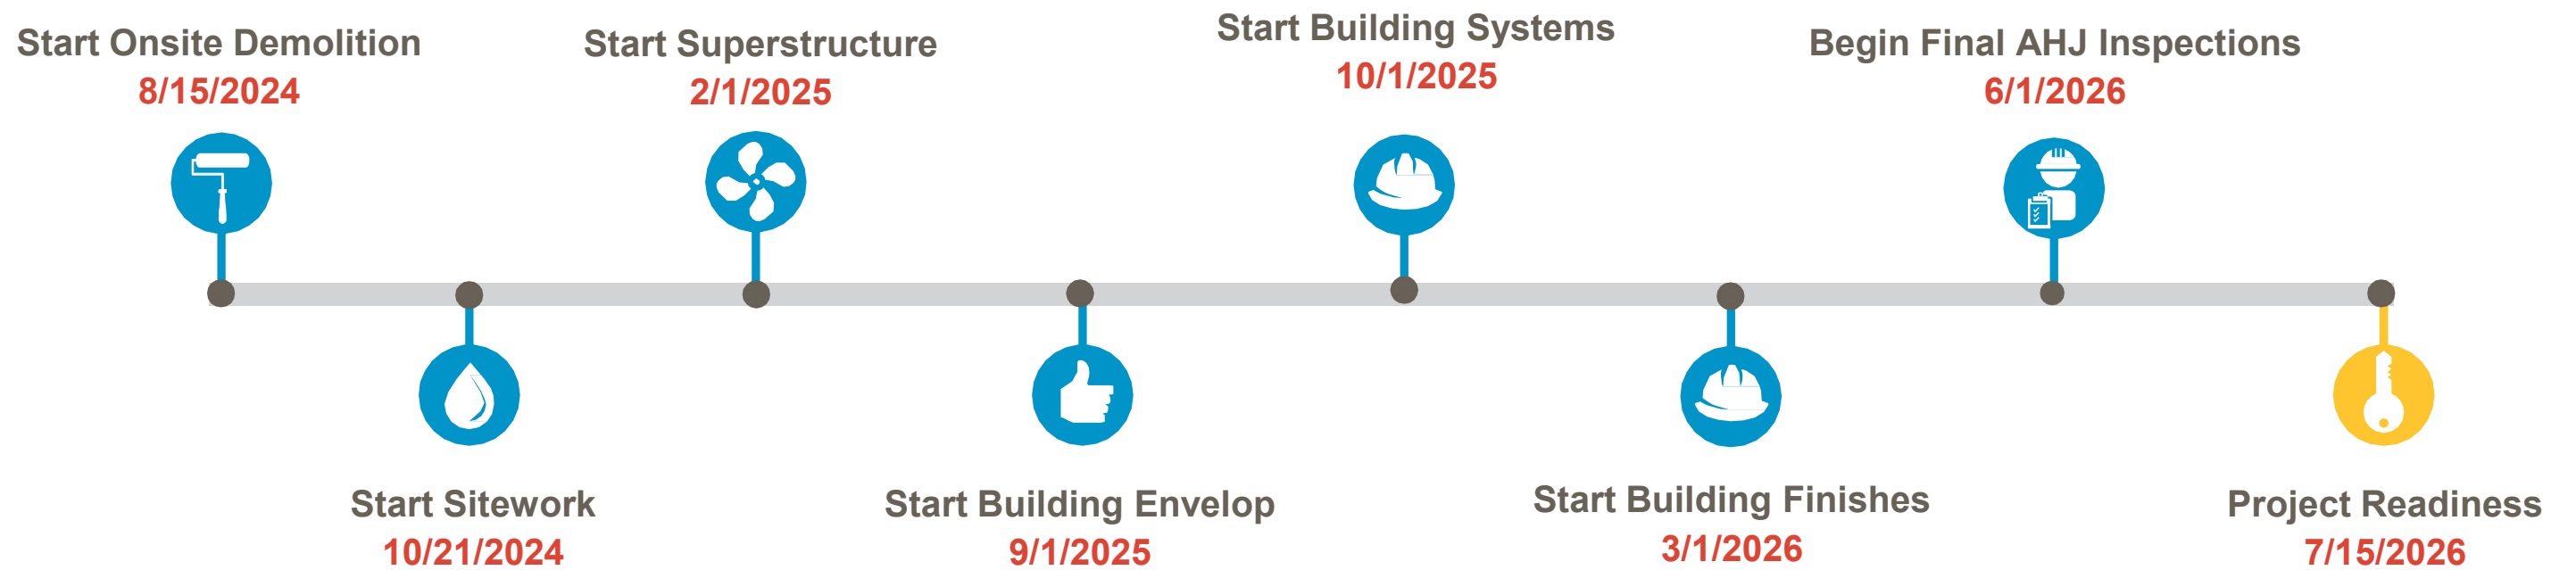 Start Onsite Demolition
8/15/2024
Start Sitework
10/21/2024
Start Superstructure
2/1/2025
Start Building Envelop
9/1/2025
Start Building Systems
10/1/2025
Start Building Finishes
3/1/2026
Begin Final AHJ Inspections
6/1/2026
Project Readiness
7/15/2026